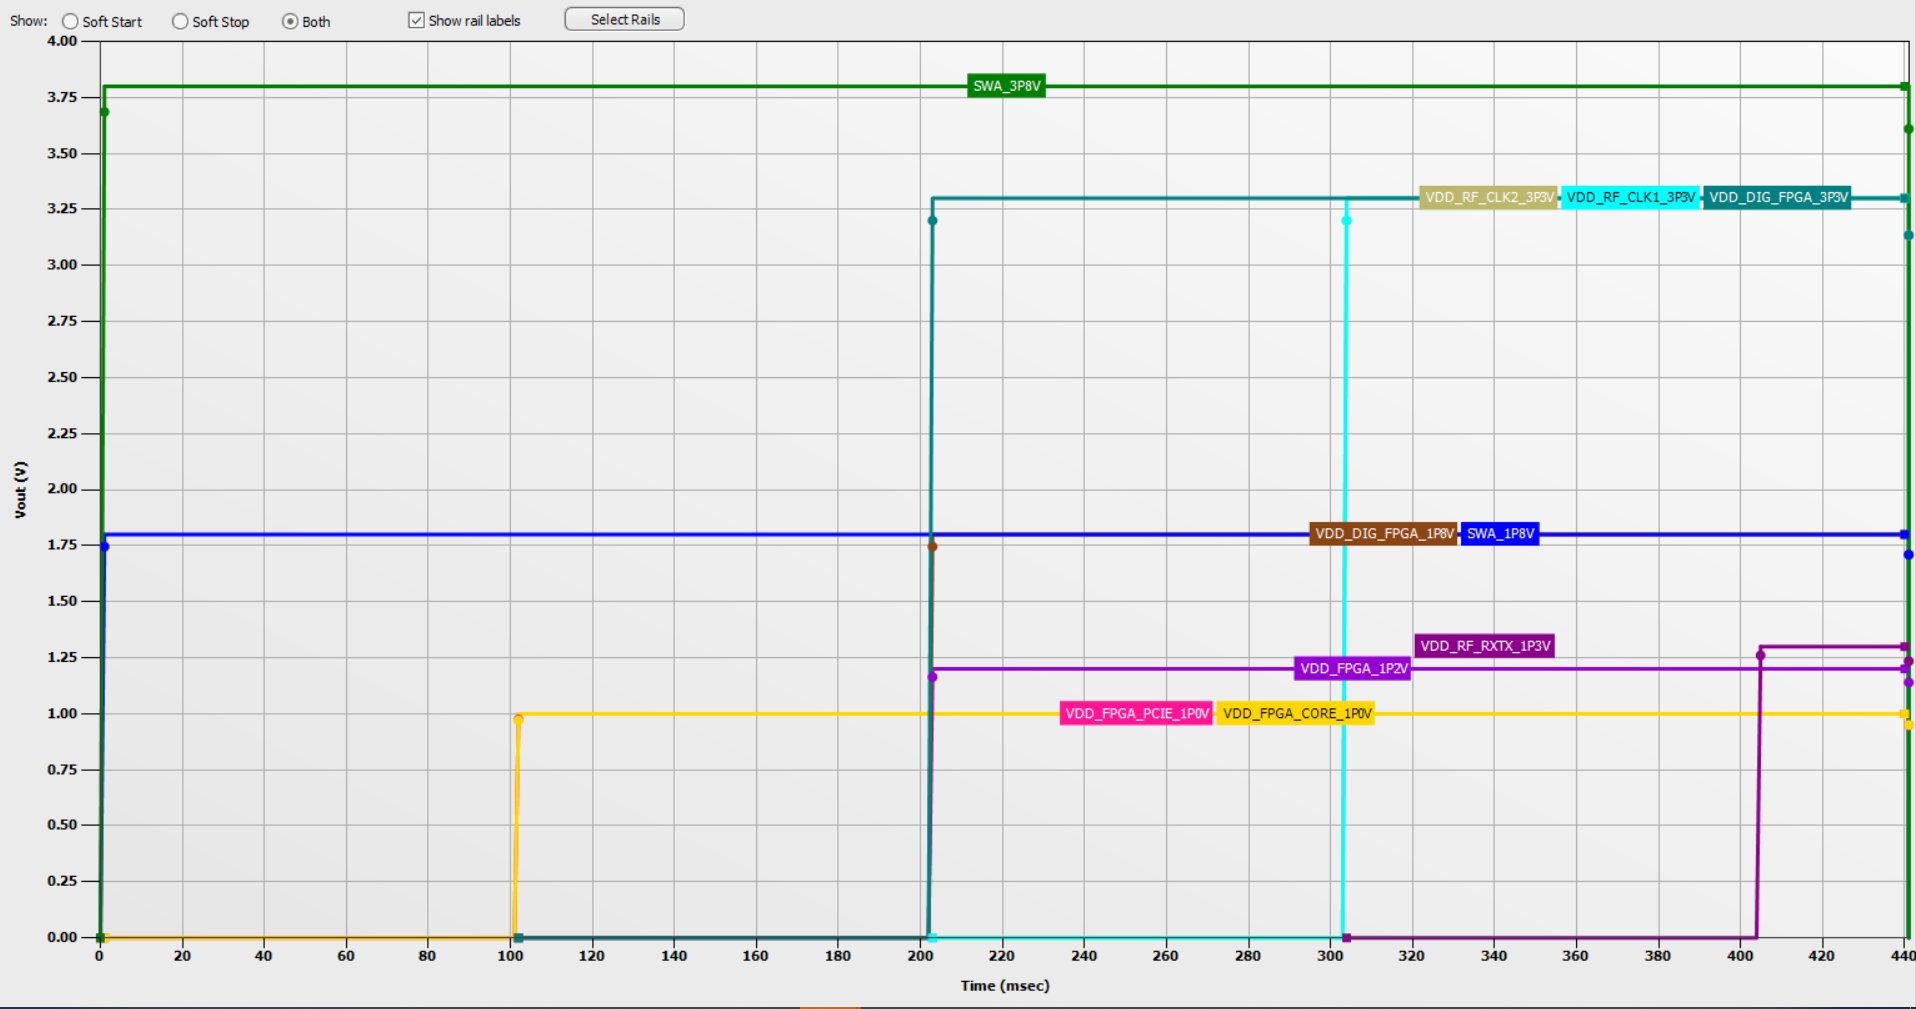 Show: Soft Start Soft Stop Both Show rail labels Select Rails
4.00
SWA_3P8V
3.75
3.50
VDD_RF_CLK2_3P3V VDD_RF_CLK1_3P3V VDD_DIG_FPGA_3P3V
3.25
3.00
2.75
2.50
2.25
2.00
Vout (V)
VDD_DIG_FPGA_1P8V SWA_1P8V
1.75
1.50
VDD_RF_RXTX_1P3V
1.25
VDD_FPGA_1P2V
1.00 VDD_FPGA_PCIE_1P0V VDD_FPGA_CORE_1P0V
0.75
0.50
0.25
0.00
0 20 40 60 80 100 120 140 160 180 200 220 240 260 280 300 320 340 360 380 400 420 440
Time (msec)